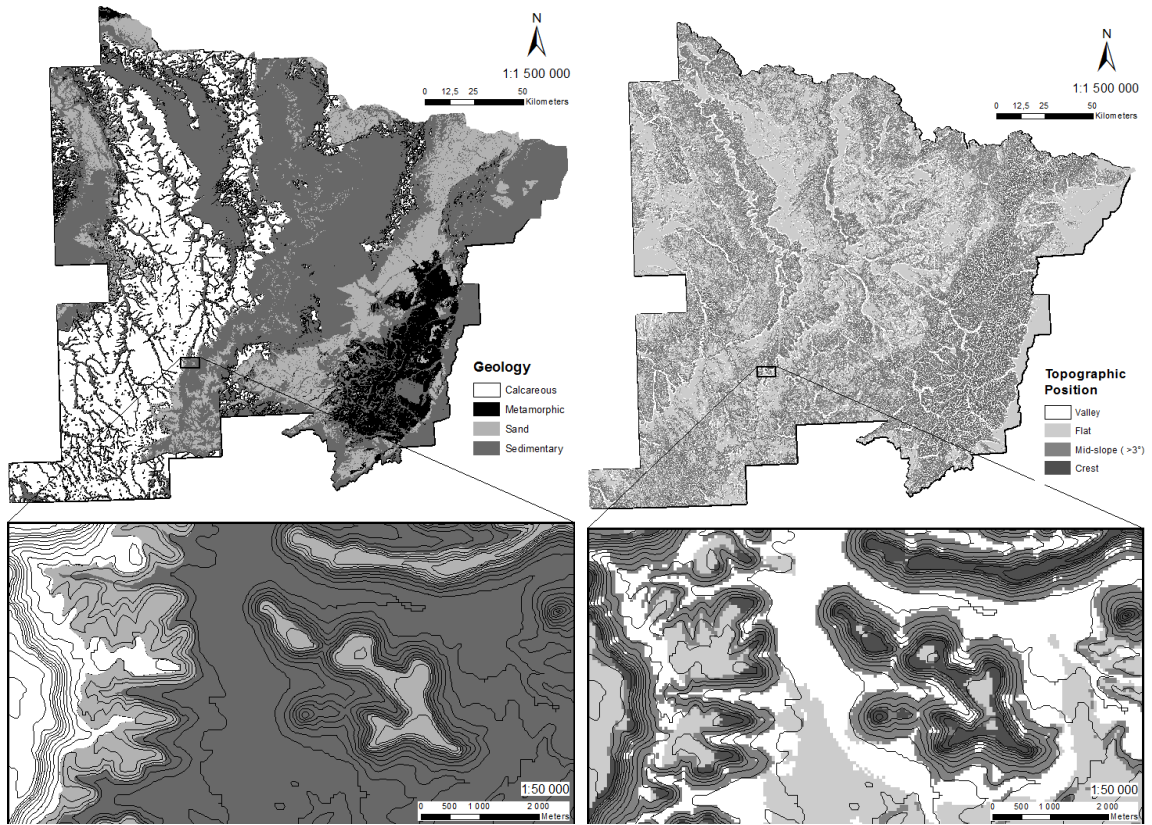 N
1:1 500 000
0 12,5 25 50
Kilometers
Geology
Calcareous
Metamorphic
Sand
Sedimentary
1:50 000
0 500 1 000 2 000
Meters
N
1:1 500 000
0 12,5 25 50
Kilometers
Topographic
Position
Valley
Flat
Mid-slope ( >3°)
Crest
1:50 000
0 500 1 000 2 000
Meters